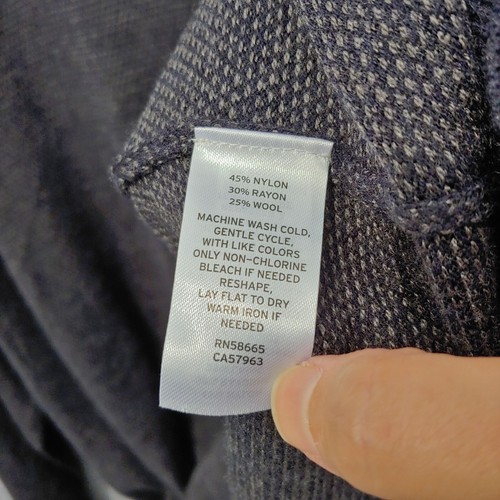 45% NYLON
30% RAYON
25% WOOL
MACHINE WASH COLD,
GENTLE CYCLE,
WITH LIKE COLORS
ONLY NON-CHLORINE
BLEACH IF NEEDED
RESHAPE,
LAY FLAT TO DRY
WARM IRON IF
NEEDED
RN58665
CA57963